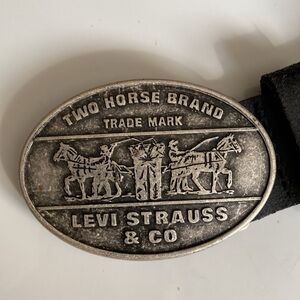 TWO HORSE BRAND
TRADE MARK
LEVI STRAUSS
& CO